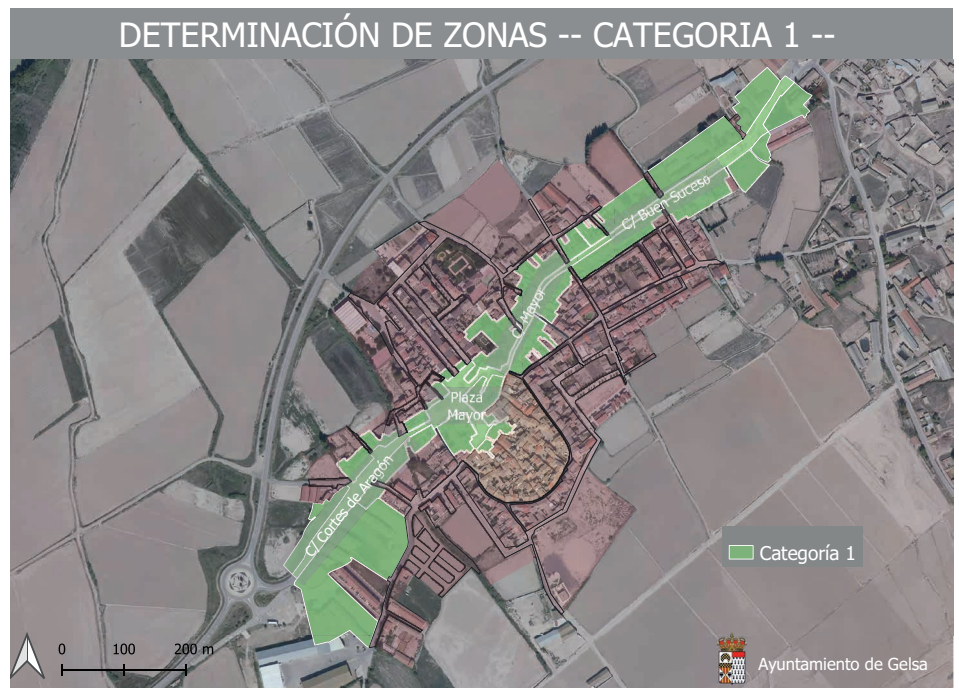 DETERMINACIÓN DE ZONAS -- CATEGORIA 1 --
C/ Buen Suceso
C/ Mayor
Plaza
Mayor
C/ Cortes de Aragón
Categoría 1
0 100 200 m
Ayuntamiento de Gelsa